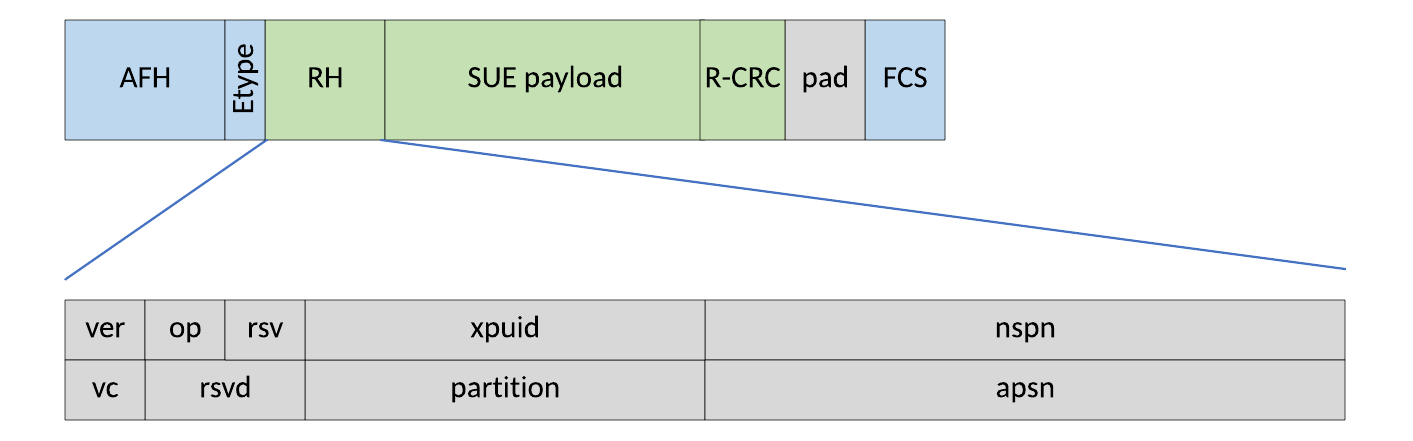 AFH Etype RH SUE payload R-CRC pad FCS
ver op rsv xpuid nspn
vc rsvd partition apsn